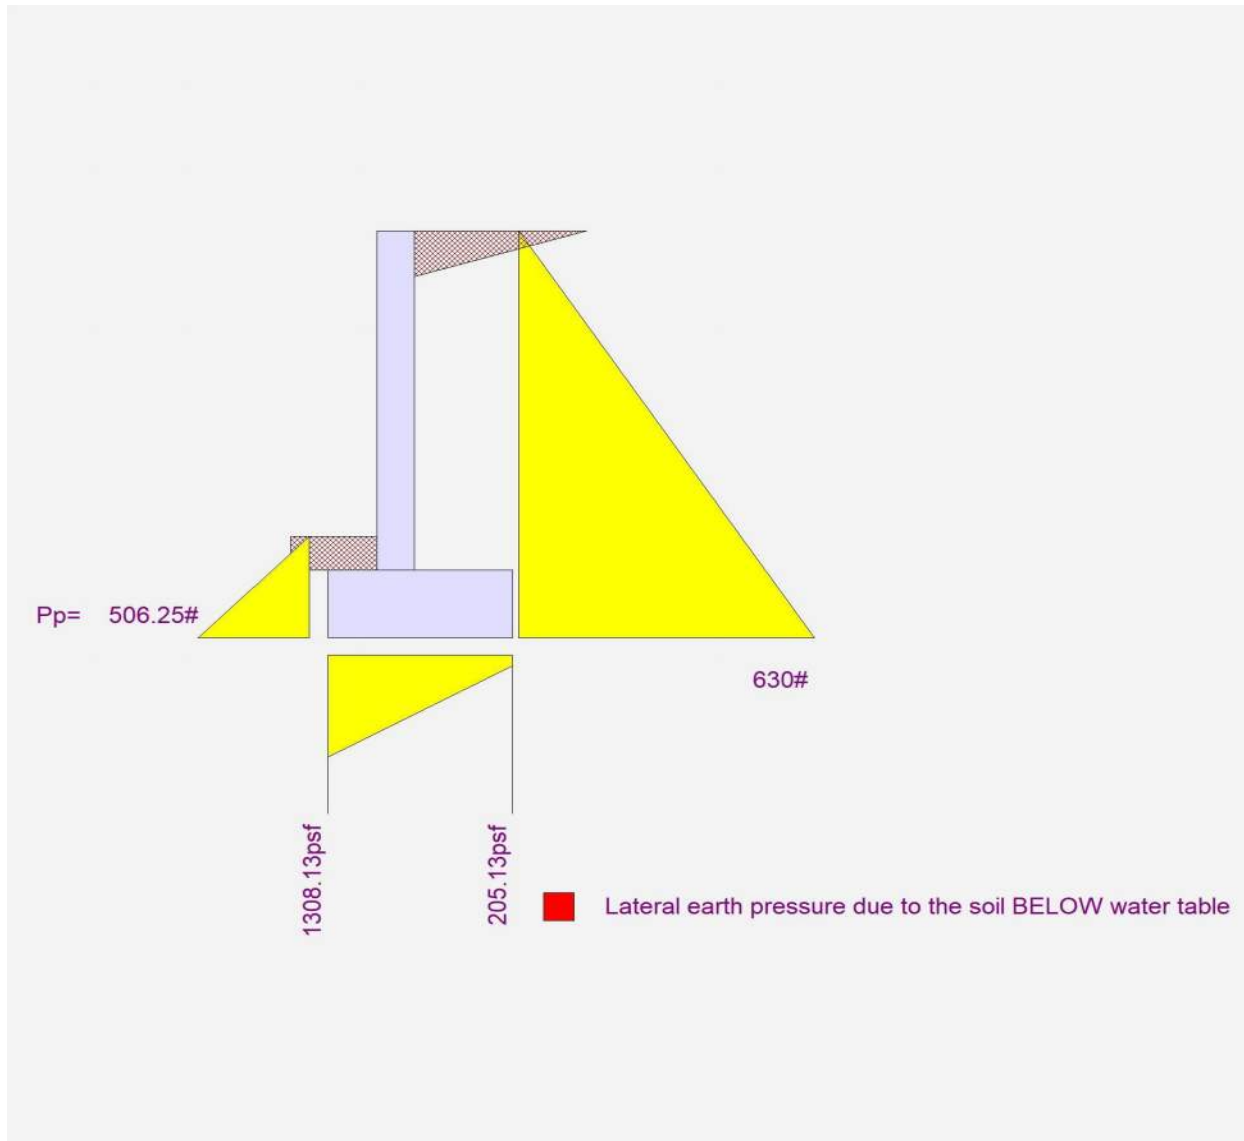 Pp= 506.25#
630#
1308.13psf
205.13psf
Lateral earth pressure due to the soil BELOW water table